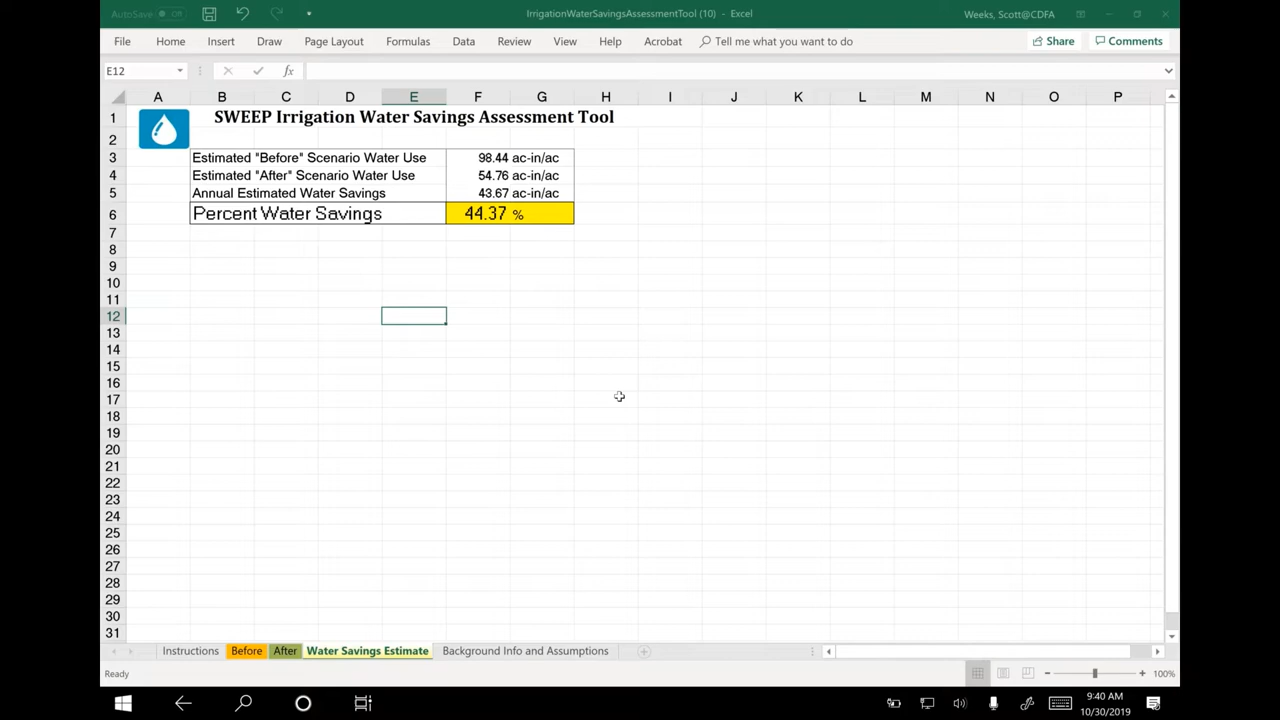 AutoSave Off
IrrigationWaterSavingsAssessmentTool (10) - Excel
Weeks, Scott@CDFA
File Home Insert Draw Page Layout Formulas Data Review View Help Acrobat Tell me what you want to do Share Comments
E12 fx
A B C D E F G H I J K L M N O P
1 SWEEP Irrigation Water Savings Assessment Tool
2
3 Estimated "Before" Scenario Water Use 98.44 ac-in/ac
4 Estimated "After" Scenario Water Use 54.76 ac-in/ac
5 Annual Estimated Water Savings 43.67 ac-in/ac
6 Percent Water Savings 44.37 %
7
8
9
10
11
12
13
14
15
16
17
18
19
20
21
22
23
24
25
26
27
28
29
30
31
Instructions Before After Water Savings Estimate Background Info and Assumptions
Ready 100%
9:40 AM
10/30/2019